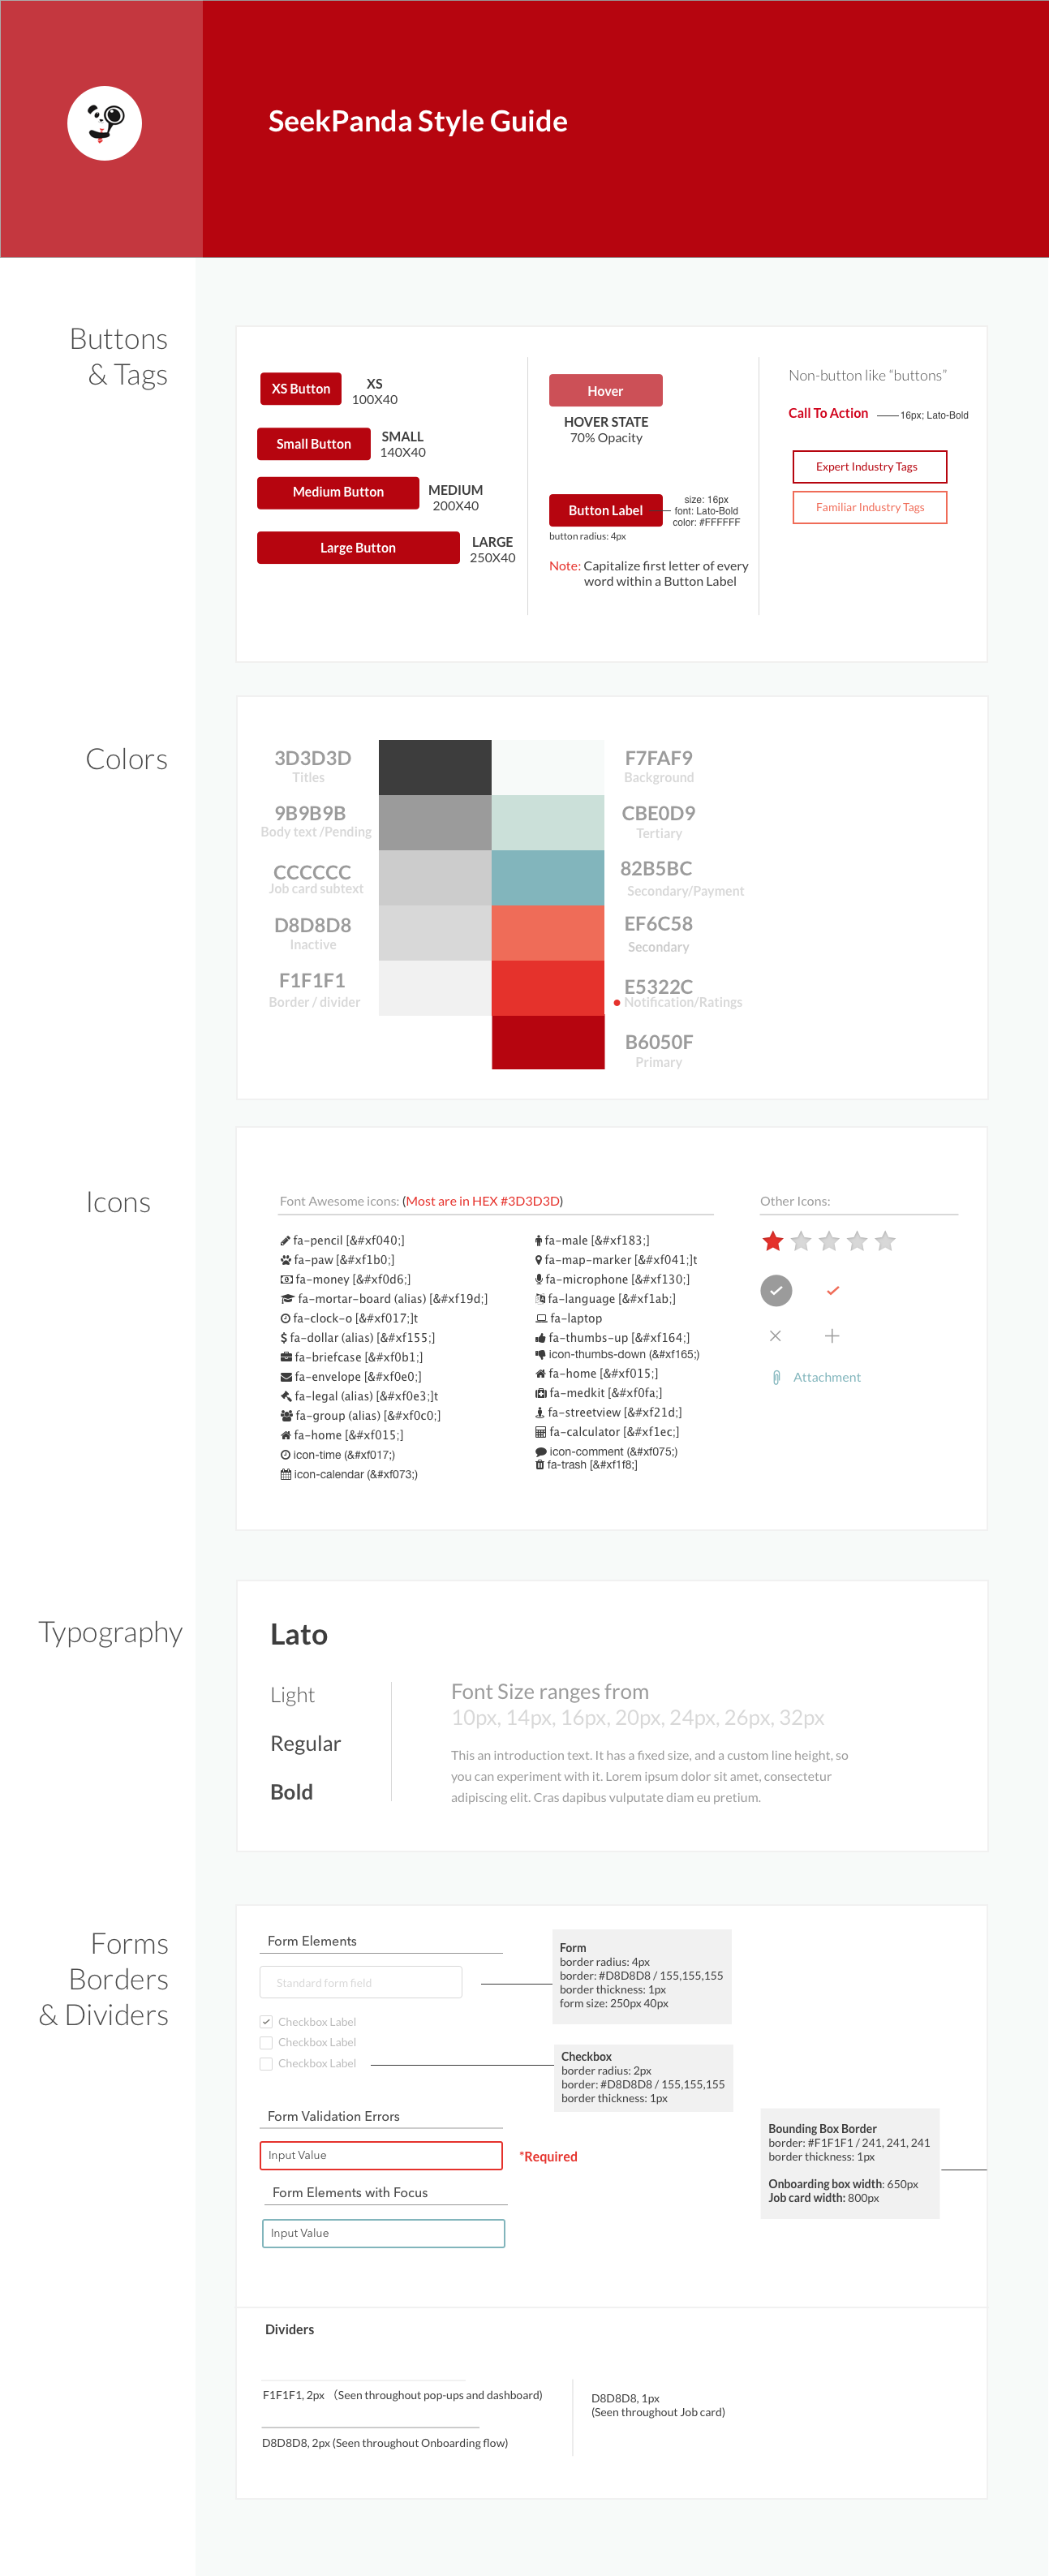 SeekPanda Style Guide
Buttons
& Tags
XS Button
XS
100X40
Small Button
SMALL
140X40
Medium Button
MEDIUM
200X40
Large Button
LARGE
250X40
Hover
HOVER STATE
70% Opacity
Button Label
size: 16px
font: Lato-Bold
color: #FFFFFF
button radius: 4px
Note: Capitalize first letter of every
word within a Button Label
Non-button like “buttons”
Call To Action
16px; Lato-Bold
Expert Industry Tags
Familiar Industry Tags
Colors
3D3D3D
Titles
9B9B9B
Body text /Pending
CCCCCC
Job card subtext
D8D8D8
Inactive
F1F1F1
Border / divider
F7FAF9
Background
CBE0D9
Tertiary
82B5BC
Secondary/Payment
EF6C58
Secondary
E5322C
Notification/Ratings
B6050F
Primary
Icons
Font Awesome icons: (Most are in HEX #3D3D3D)
fa-pencil [&#xf040;]
fa-paw [&#xf1b0;]
fa-money [&#xf0d6;]
fa-mortar-board (alias) [&#xf19d;]
fa-clock-o [&#xf017;]t
fa-dollar (alias) [&#xf155;]
fa-briefcase [&#xf0b1;]
fa-envelope [&#xf0e0;]
fa-legal (alias) [&#xf0e3;]t
fa-group (alias) [&#xf0c0;]
fa-home [&#xf015;]
icon-time (&#xf017;)
icon-calendar (&#xf073;)
fa-male [&#xf183;]
fa-map-marker [&#xf041;]t
fa-microphone [&#xf130;]
fa-language [&#xf1ab;]
fa-laptop
fa-thumbs-up [&#xf164;]
icon-thumbs-down (&#xf165;)
fa-home [&#xf015;]
fa-medkit [&#xf0fa;]
fa-streetview [&#xf21d;]
fa-calculator [&#xf1ec;]
icon-comment (&#xf075;)
fa-trash [&#xf1f8;]
Other Icons:
Attachment
Typography
Lato
Light
Regular
Bold
Font Size ranges from
10px, 14px, 16px, 20px, 24px, 26px, 32px
This an introduction text. It has a fixed size, and a custom line height, so
you can experiment with it. Lorem ipsum dolor sit amet, consectetur
adipiscing elit. Cras dapibus vulputate diam eu pretium.
Forms
Borders
& Dividers
Form Elements
Standard form field
Checkbox Label
Checkbox Label
Checkbox Label
Form
border radius: 4px
border: #D8D8D8 / 155,155,155
border thickness: 1px
form size: 250px 40px
Checkbox
border radius: 2px
border: #D8D8D8 / 155,155,155
border thickness: 1px
Form Validation Errors
Input Value
*Required
Form Elements with Focus
Input Value
Bounding Box Border
border: #F1F1F1 / 241, 241, 241
border thickness: 1px
Onboarding box width: 650px
Job card width: 800px
Dividers
F1F1F1, 2px (Seen throughout pop-ups and dashboard)
D8D8D8, 2px (Seen throughout Onboarding flow)
D8D8D8, 1px
(Seen throughout Job card)